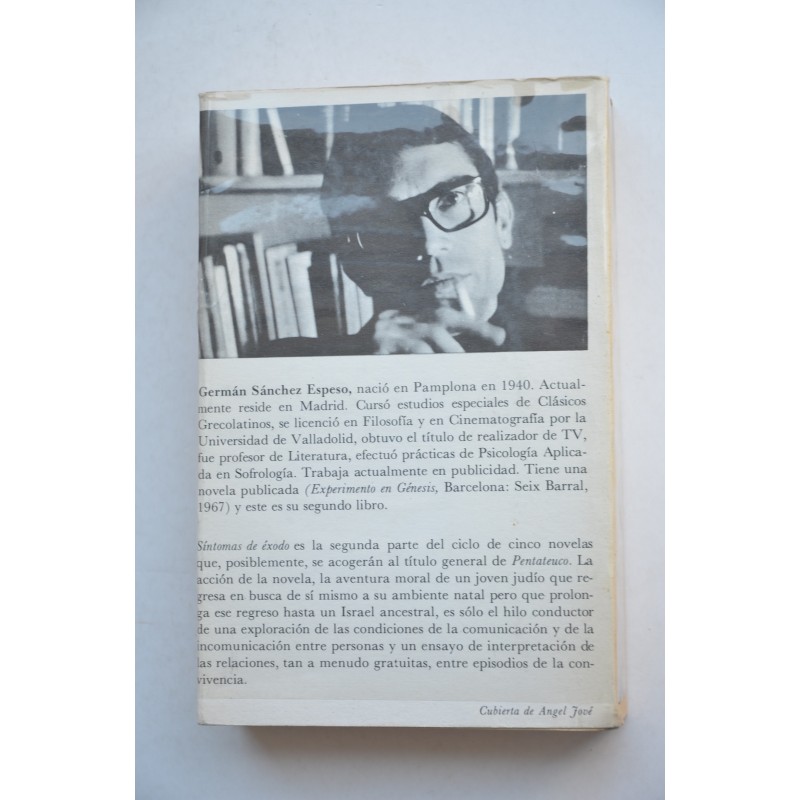 Germán Sánchez Espeso, nació en Pamplona en 1940. Actual-
mente reside en Madrid. Cursó estudios especiales de Clásicos
Grecolatinos, se licenció en Filosofía y en Cinematografía por la
Universidad de Valladolid, obtuvo el título de realizador de TV,
fue profesor de Literatura, efectuó prácticas de Psicología Aplica-
da en Sofrología. Trabaja actualmente en publicidad. Tiene una
novela publicada (Experimento en Génesis, Barcelona: Seix Barral,
1967) y este es su segundo libro.
Síntomas de éxodo es la segunda parte del ciclo de cinco novelas
que, posiblemente, se acogerán al título general de Pentateuco. La
acción de la novela, la aventura moral de un joven judío que re-
gresa en busca de sí mismo a su ambiente natal pero que prolon-
ga ese regreso hasta un Israel ancestral, es sólo el hilo conductor
de una exploración de las condiciones de la comunicación y de la
incomunicación entre personas y un ensayo de interpretación de
las relaciones, tan a menudo gratuitas, entre episodios de la con-
vivencia.
Cubierta de Angel Jové